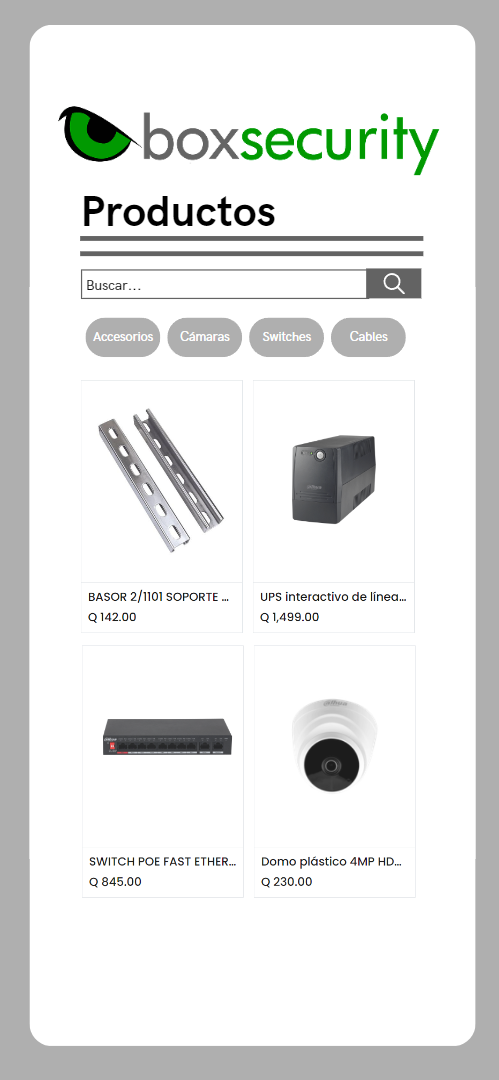 boxsecurity
Productos
Buscar...
Accesorios Cámaras Switches Cables
BASOR 2/1101 SOPORTE ... UPS interactivo de línea...
Q 142.00 Q 1,499.00
SWITCH POE FAST ETHER... Domo plástico 4MP HD...
Q 845.00 Q 230.00